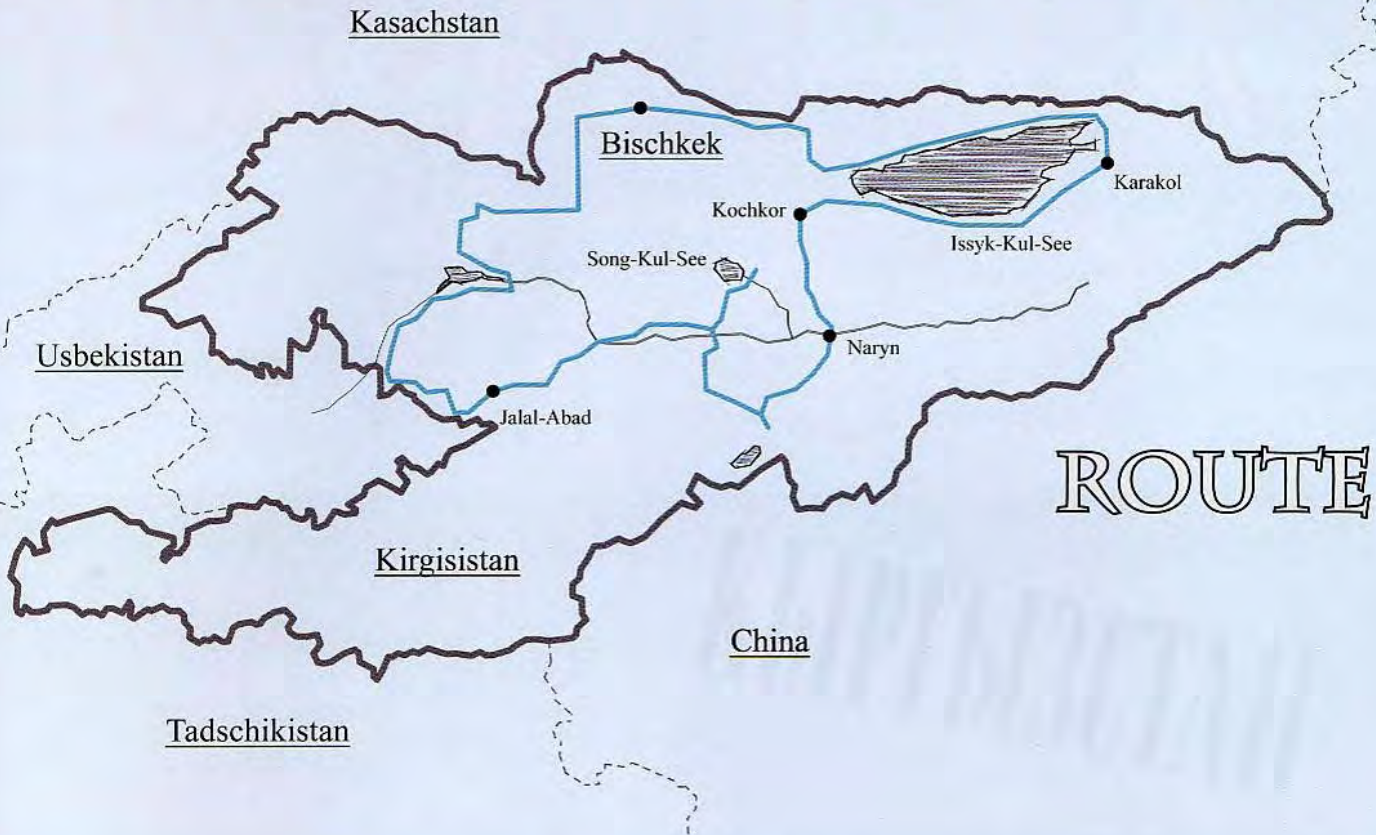 Kasachstan
Bischkek
Karakol
Kochkor
Issyk-Kul-See
Song-Kul-See
Usbekistan
Naryn
Jalal-Abad
ROUTE
Kirgisistan
China
Tadschikistan